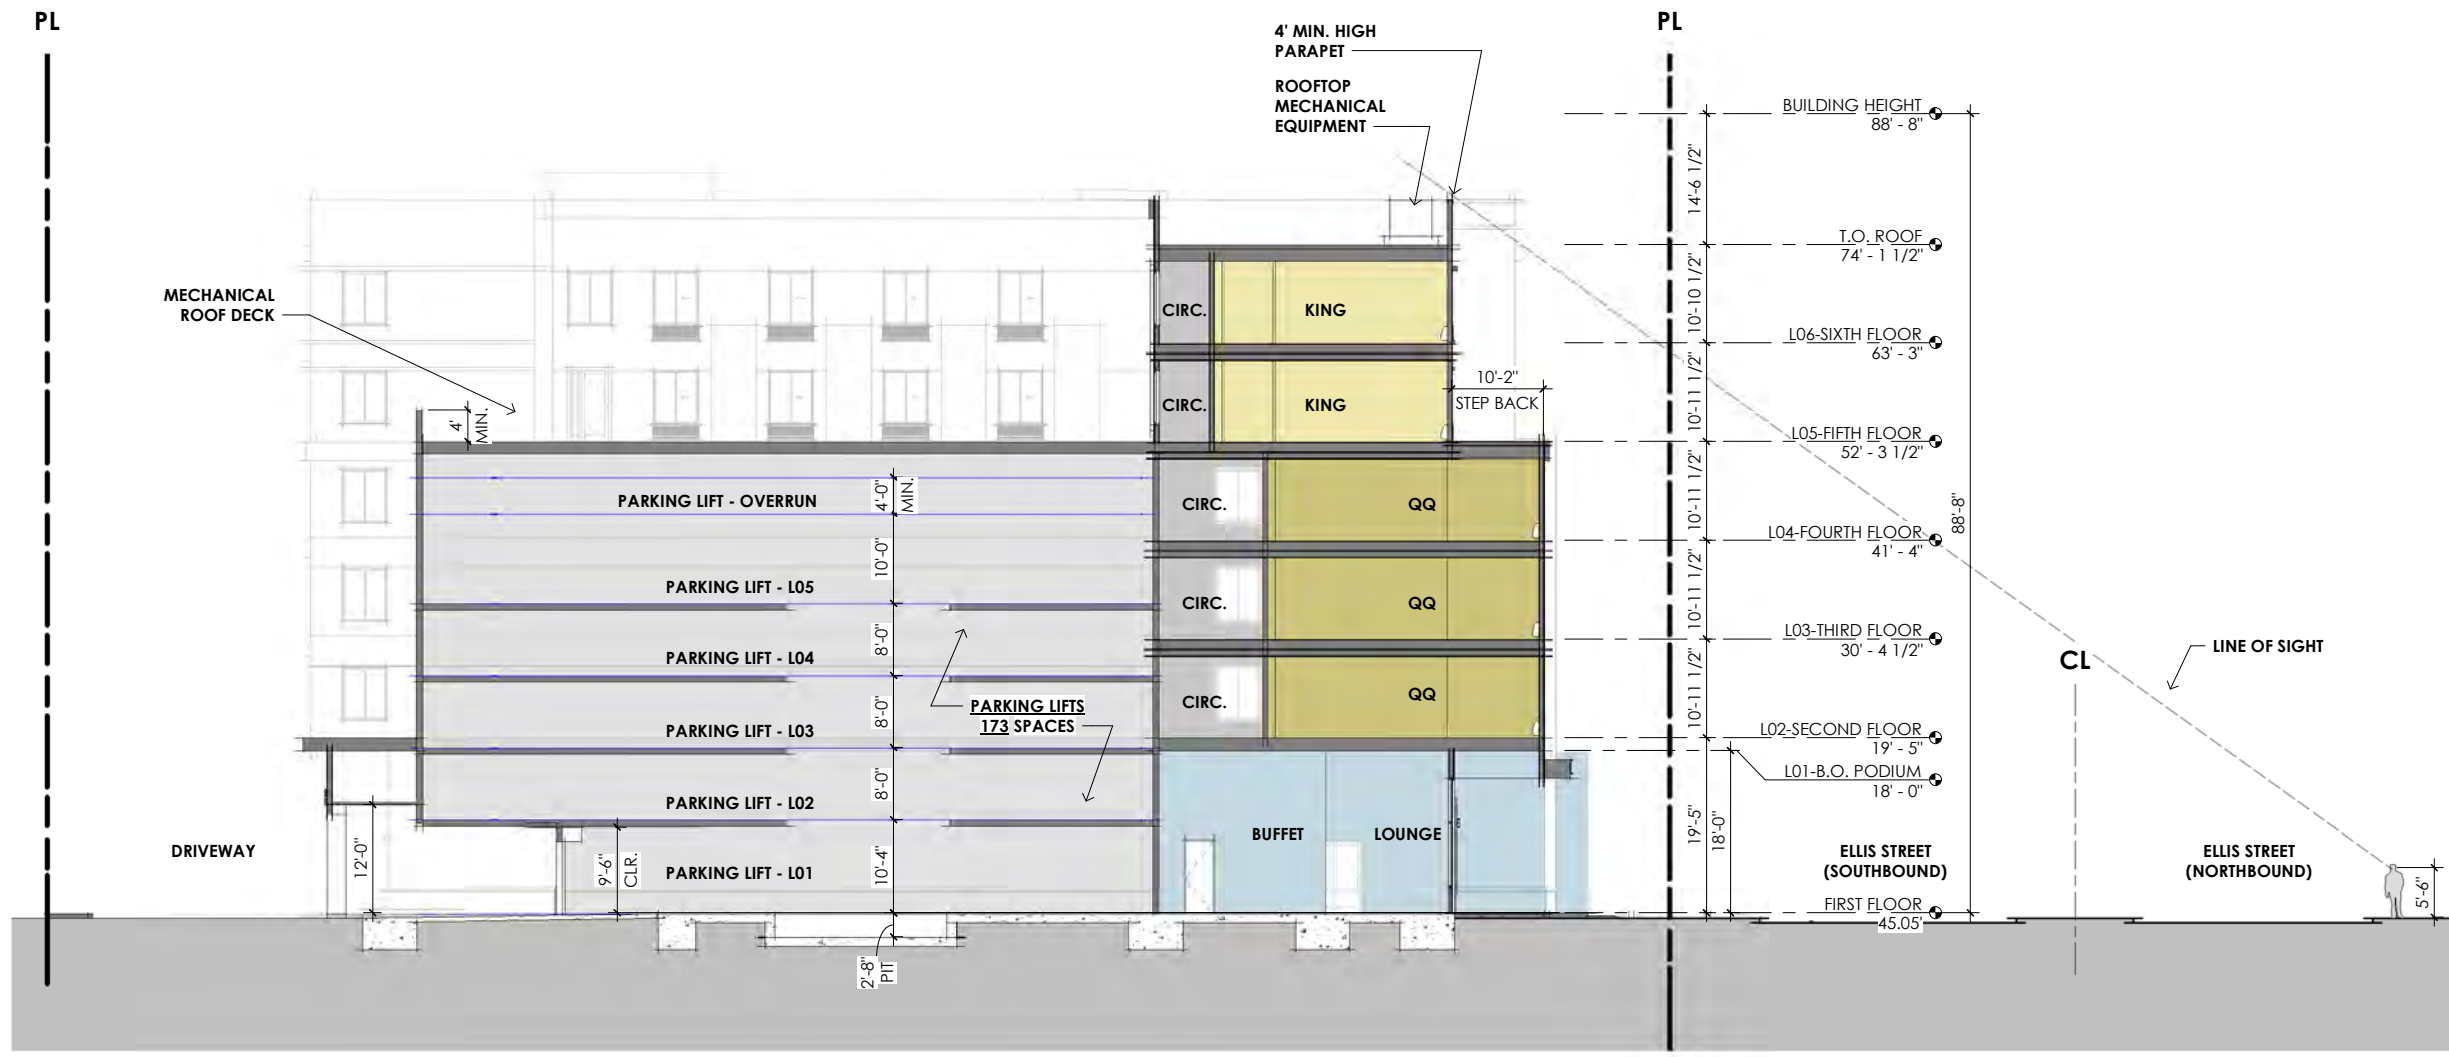 PL
PL
4' MIN. HIGH
PARAPET
ROOFTOP
MECHANICAL
EQUIPMENT
MECHANICAL
ROOF DECK
4'
MIN.
CIRC.
KING
CIRC.
KING
10'-2"
STEP BACK
PARKING LIFT - OVERRUN
4'-0"
MIN.
CIRC.
QQ
10'-0"
PARKING LIFT - L05
CIRC.
QQ
8'-0"
PARKING LIFT - L04
PARKING LIFTS
173 SPACES
CIRC.
QQ
8'-0"
PARKING LIFT - L03
8'-0"
PARKING LIFT - L02
DRIVEWAY
12'-0"
9'-6"
CLR.
PARKING LIFT - L01
10'-4"
2'-8"
PIT
BUFFET
LOUNGE
14'-6 1/2"
10'-10 1/2"
10'-11 1/2"
10'-11 1/2"
10'-11 1/2"
10'-11 1/2"
19'-5"
18'-0"
BUILDING HEIGHT
88' - 8"
T.O. ROOF
74' - 1 1/2"
L06-SIXTH FLOOR
63' - 3"
L05-FIFTH FLOOR
52' - 3 1/2"
L04-FOURTH FLOOR
41' - 4"
L03-THIRD FLOOR
30' - 4 1/2"
L02-SECOND FLOOR
19' - 5"
L01-B.O. PODIUM
18' - 0"
FIRST FLOOR
45.05'
88'-8"
CL
LINE OF SIGHT
ELLIS STREET
(SOUTHBOUND)
ELLIS STREET
(NORTHBOUND)
5'-6"